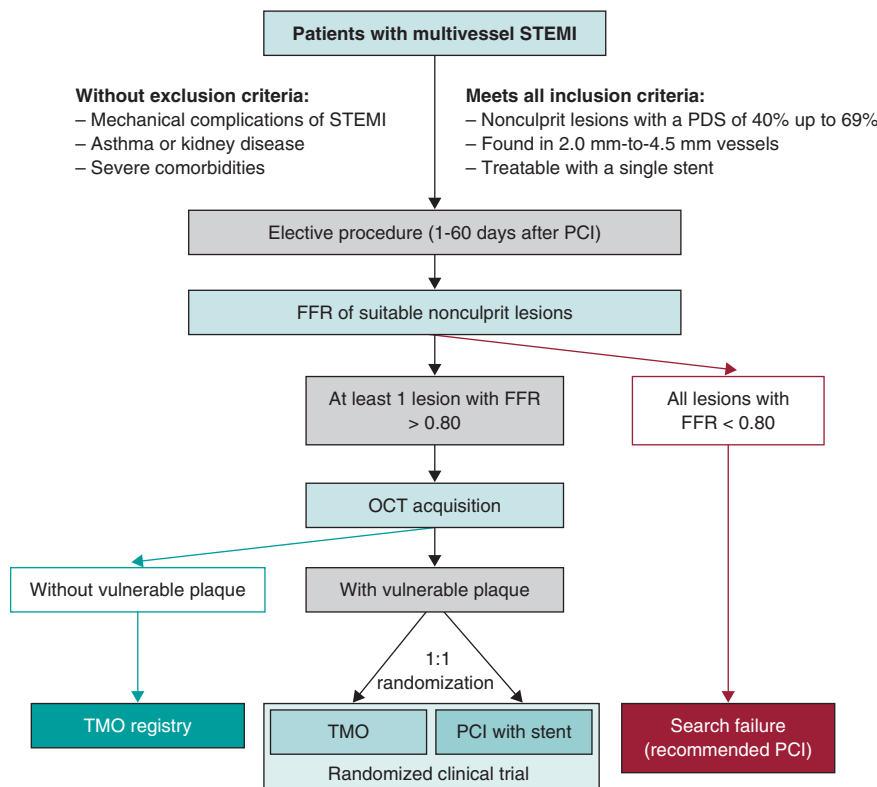 Patients with multivessel STEMI
Without exclusion criteria:
– Mechanical complications of STEMI
– Asthma or kidney disease
– Severe comorbidities
Meets all inclusion criteria:
– Nonculprit lesions with a PDS of 40% up to 69%
– Found in 2.0 mm-to-4.5 mm vessels
– Treatable with a single stent
Elective procedure (1-60 days after PCI)
FFR of suitable nonculprit lesions
At least 1 lesion with FFR
> 0.80
All lesions with
FFR < 0.80
OCT acquisition
Without vulnerable plaque
With vulnerable plaque
1:1
randomization
TMO registry
TMO
PCI with stent
Randomized clinical trial
Search failure
(recommended PCI)